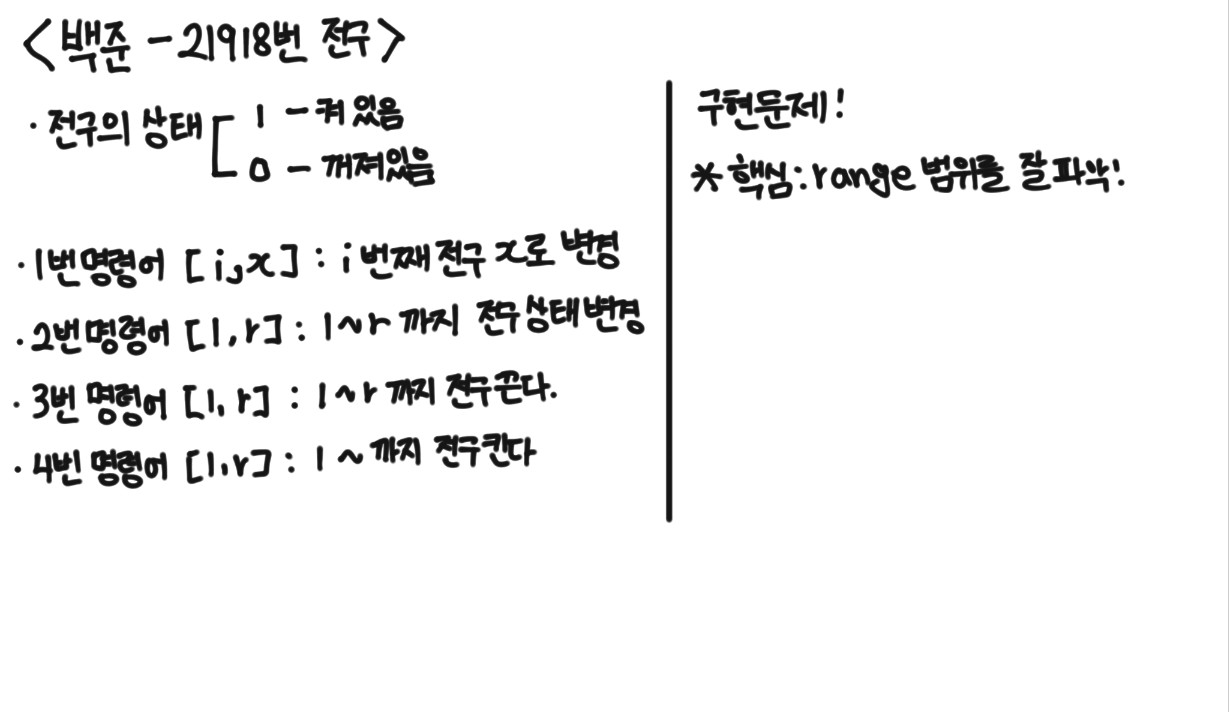 <백준 - 21918번 전구>
· 전구의 상태 1 - 켜 있음
0 - 꺼져있음
· 1번 명령어 [i,x] : i번째 전구 x로 변경
· 2번 명령어 [l,r] : l~r 까지 전구 상태 변경
· 3번 명령어 [l,r] : l~r 까지 전구 끈다.
· 4번 명령어 [l,r] : l ~ 까지 전구 킨다
구현문제!
* 핵심: range 범위를 잘 파악!